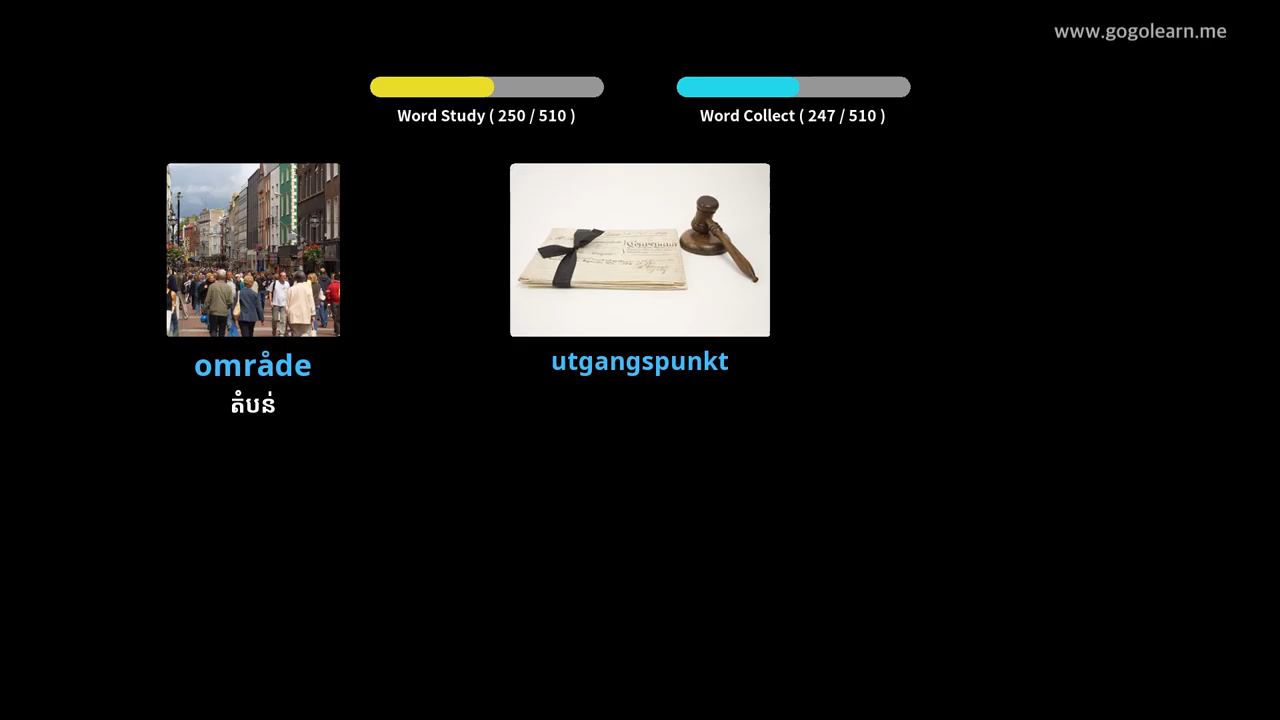 www.gogolearn.me
Word Study ( 250 / 510 )
Word Collect ( 247 / 510 )
område
តំបន់
utgangspunkt